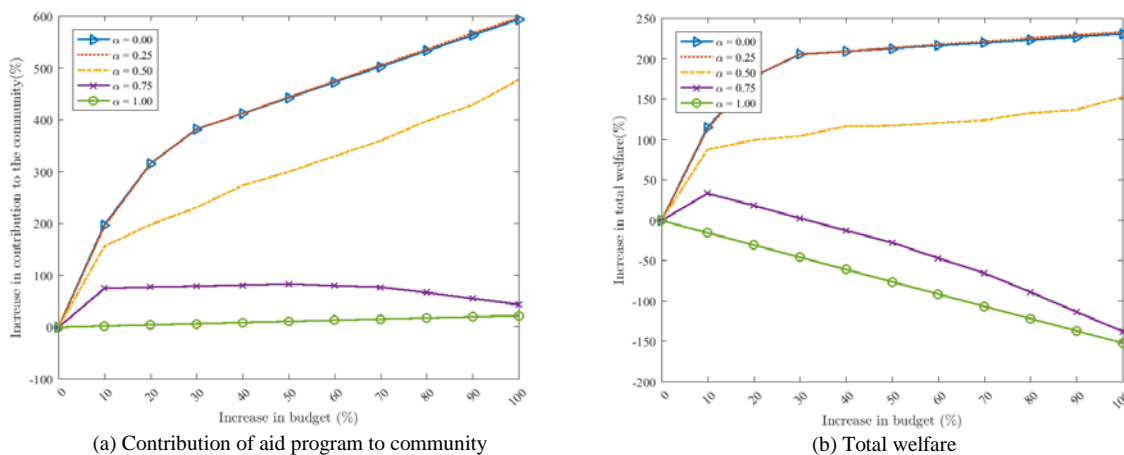 600
500
400
300
200
100
0
-100
Increase in contribution to the community(%)
α = 0.00
α = 0.25
α = 0.50
α = 0.75
α = 1.00
0 10 20 30 40 50 60 70 80 90 100
Increase in budget (%)
(a) Contribution of aid program to community
250
200
150
100
50
0
-50
-100
-150
-200
Increase in total welfare(%)
α = 0.00
α = 0.25
α = 0.50
α = 0.75
α = 1.00
0 10 20 30 40 50 60 70 80 90 100
Increase in budget (%)
(b) Total welfare